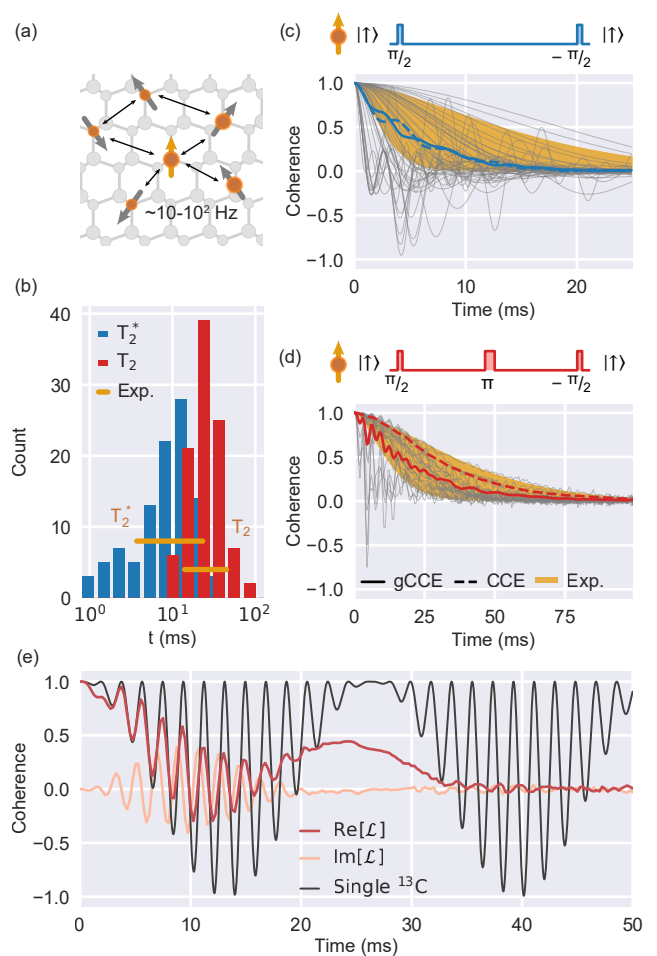 (a)
~10-10² Hz
(b)
40
30
20
10
0
Count
T₂*
T₂
Exp.
T₂*
T₂
10⁰
10¹
10²
t (ms)
(c)
|↑⟩
π/2
− π/2
|↑⟩
1.0
0.5
0.0
−0.5
−1.0
Coherence
0
10
20
Time (ms)
(d)
|↑⟩
π/2
π
− π/2
|↑⟩
1.0
0.5
0.0
−0.5
−1.0
Coherence
gCCE
CCE
Exp.
0
25
50
75
Time (ms)
(e)
1.0
0.5
0.0
−0.5
−1.0
Coherence
Re[ℒ]
Im[ℒ]
Single ¹³C
0
10
20
30
40
50
Time (ms)